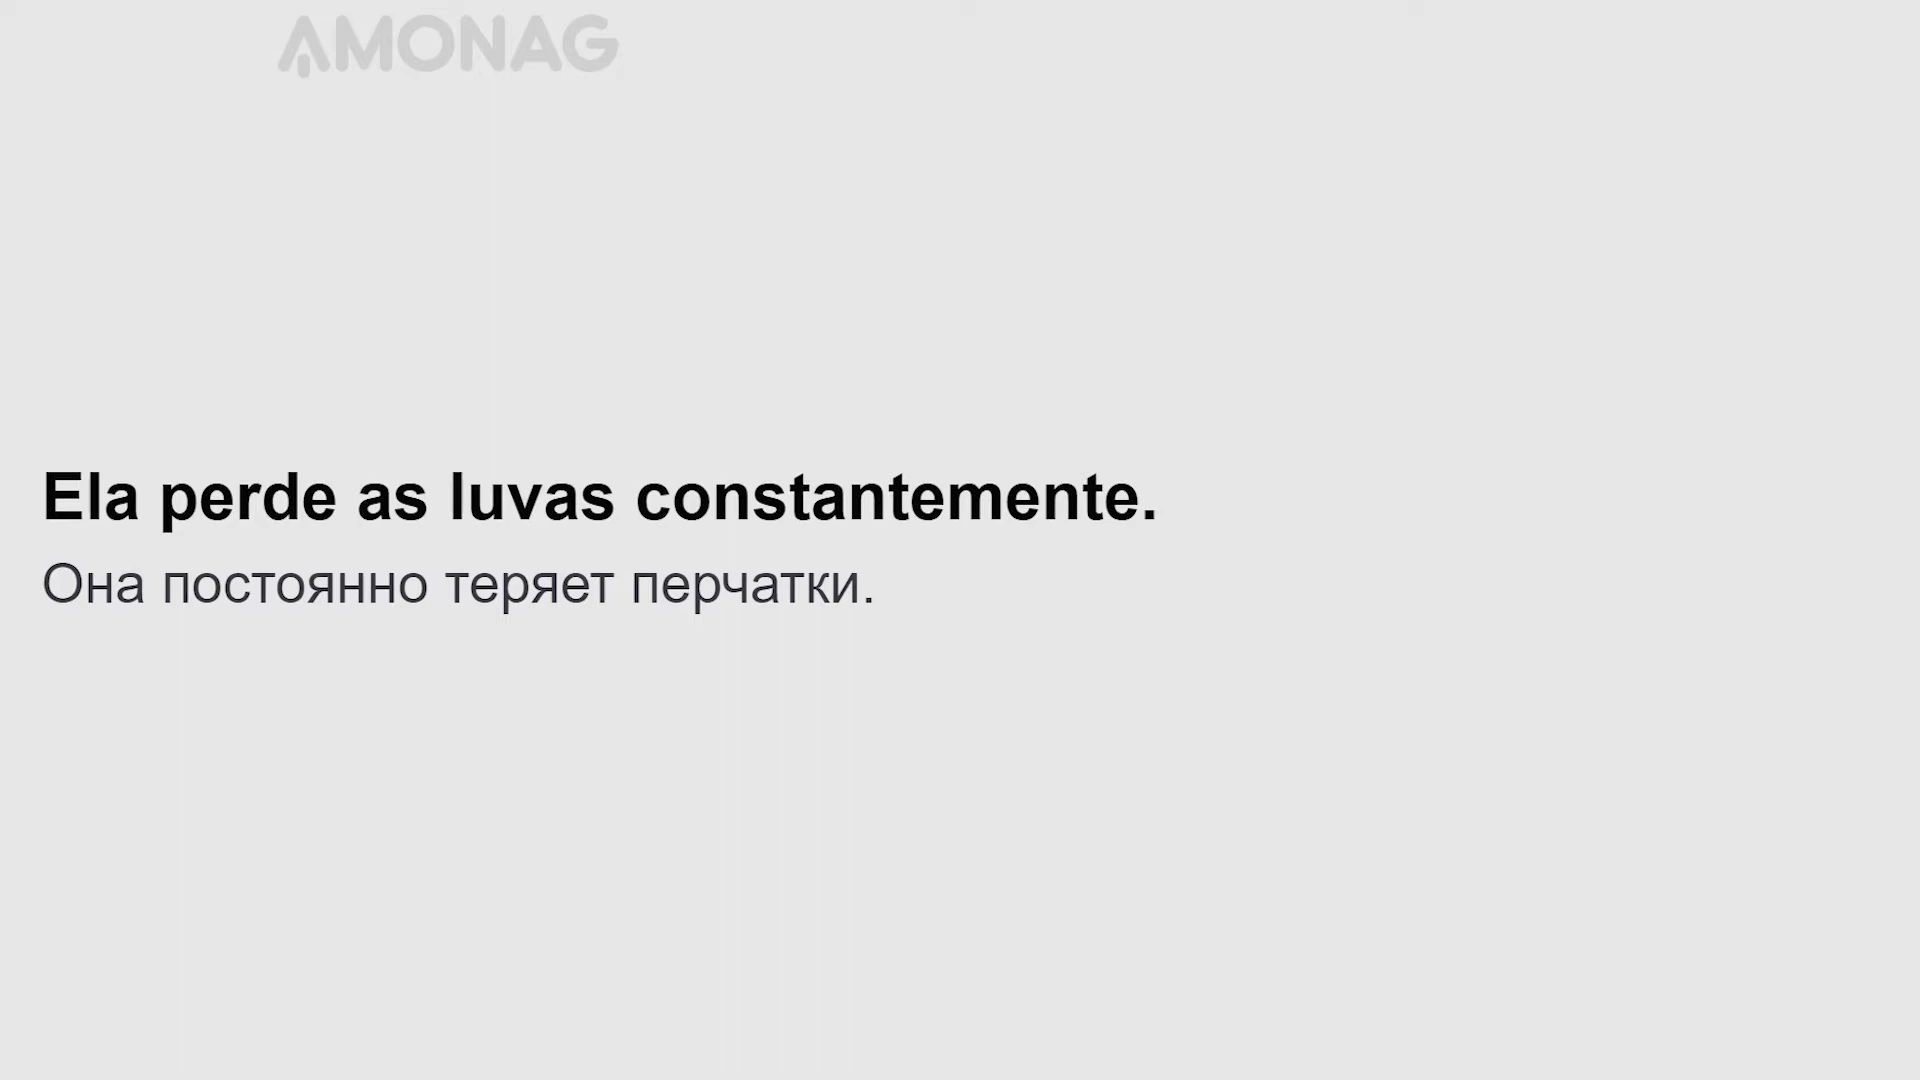 AMONAG
Ela perde as luvas constantemente.
Она постоянно теряет перчатки.